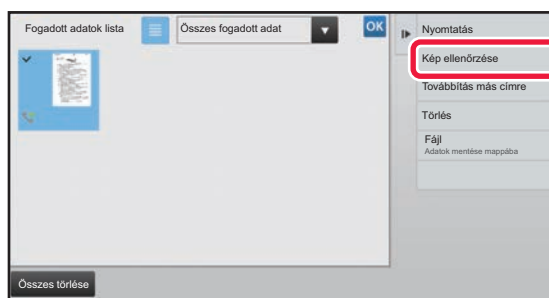 Fogadott adatok lista
Összes fogadott adat
OK
Nyomtatás
Kép ellenőrzése
Továbbítás más címre
Törlés
Fájl
Adatok mentése mappába
Összes törlése